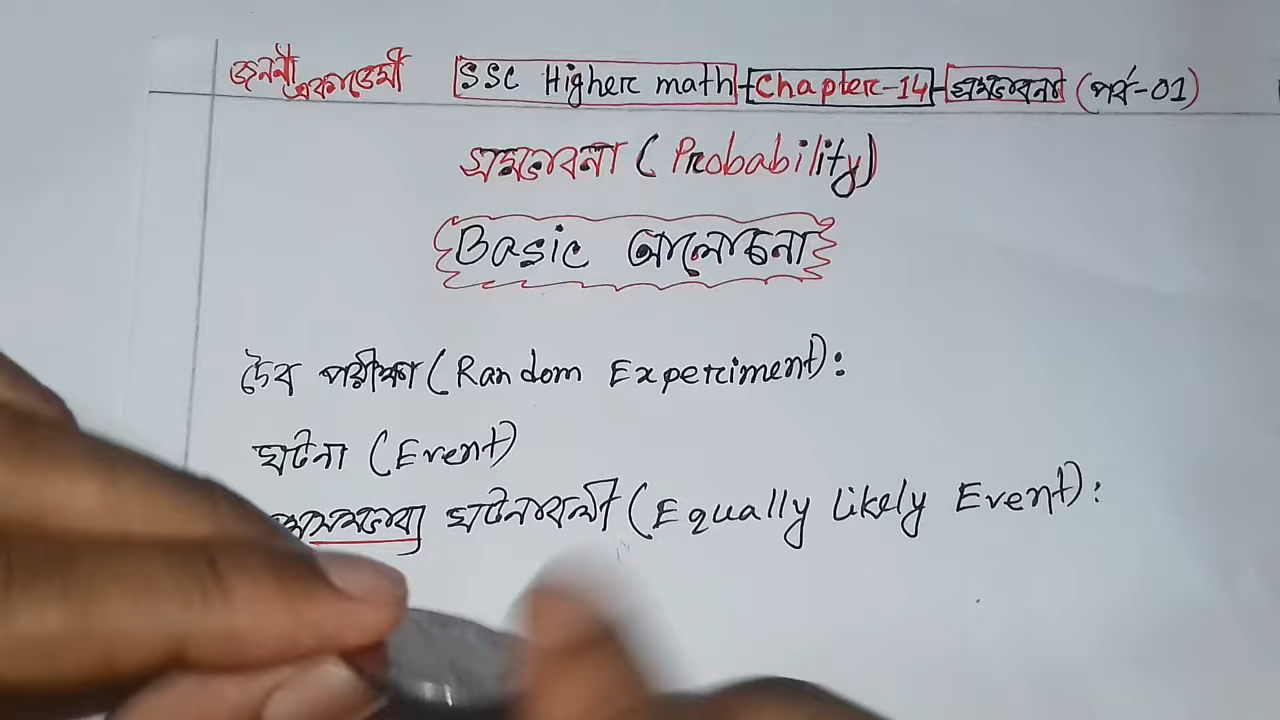 জননী একাডেমী SSC Higher math - Chapter-14 - সম্ভাবনা (পর্ব-01)
সম্ভাবনা (Probability)
Basic আলোচনা
দৈব পরীক্ষা (Random Experiment):
ঘটনা (Event)
সমসম্ভাব্য ঘটনাবলী (Equally likely Event):